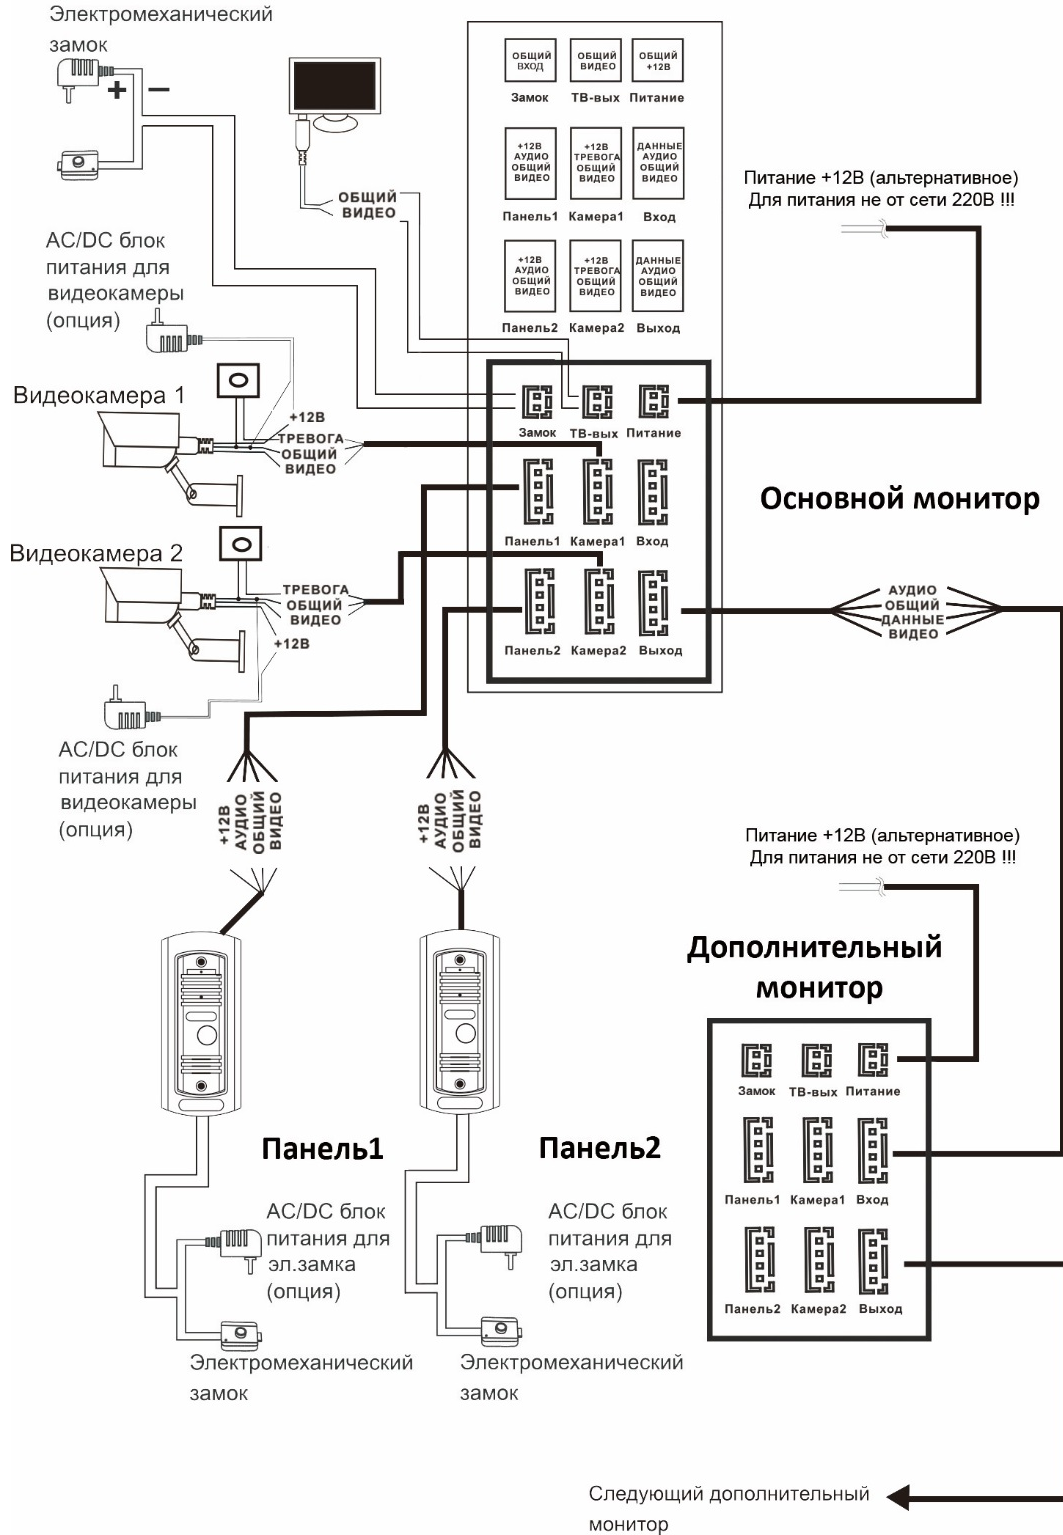 Электромеханический
замок
+ −
ОБЩИЙ
ВХОД
ОБЩИЙ
ВИДЕО
ОБЩИЙ
+12В
Замок
ТВ-вых
Питание
+12В
АУДИО
ОБЩИЙ
ВИДЕО
+12В
ТРЕВОГА
ОБЩИЙ
ВИДЕО
ДАННЫЕ
АУДИО
ОБЩИЙ
ВИДЕО
Панель1
Камера1
Вход
+12В
АУДИО
ОБЩИЙ
ВИДЕО
+12В
ТРЕВОГА
ОБЩИЙ
ВИДЕО
ДАННЫЕ
АУДИО
ОБЩИЙ
ВИДЕО
Панель2
Камера2
Выход
ОБЩИЙ
ВИДЕО
Питание +12В (альтернативное)
Для питания не от сети 220В !!!
AC/DC блок
питания для
видеокамеры
(опция)
Видеокамера 1
+12В
ТРЕВОГА
ОБЩИЙ
ВИДЕО
Замок
ТВ-вых
Питание
Панель1
Камера1
Вход
Панель2
Камера2
Выход
Основной монитор
Видеокамера 2
ТРЕВОГА
ОБЩИЙ
ВИДЕО
+12В
АУДИО
ОБЩИЙ
ДАННЫЕ
ВИДЕО
AC/DC блок
питания для
видеокамеры
(опция)
+12В
АУДИО
ОБЩИЙ
ВИДЕО
+12В
АУДИО
ОБЩИЙ
ВИДЕО
Питание +12В (альтернативное)
Для питания не от сети 220В !!!
Дополнительный
монитор
Замок
ТВ-вых
Питание
Панель1
Камера1
Вход
Панель2
Камера2
Выход
Панель1
Панель2
AC/DC блок
питания для
эл.замка
(опция)
AC/DC блок
питания для
эл.замка
(опция)
Электромеханический
замок
Электромеханический
замок
Следующий дополнительный
монитор